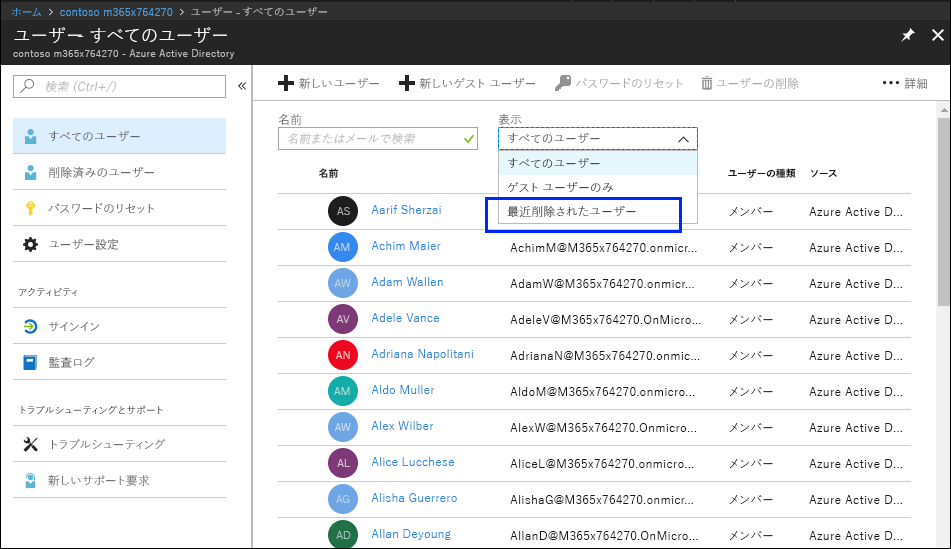 ホーム > contoso m365x764270 > ユーザー - すべてのユーザー
ユーザー - すべてのユーザー
contoso m365x764270 - Azure Active Directory
検索 (Ctrl+/)
«
すべてのユーザー
削除済みのユーザー
パスワードのリセット
ユーザー設定
アクティビティ
サインイン
監査ログ
トラブルシューティングとサポート
トラブルシューティング
新しいサポート要求
新しいユーザー 新しいゲスト ユーザー パスワードのリセット ユーザーの削除 ••• 詳細
名前 表示
名前またはメールで検索 すべてのユーザー
すべてのユーザー
ゲスト ユーザーのみ
最近削除されたユーザー
名前 ユーザーの種類 ソース
AS Aarif Sherzai メンバー Azure Active D...
AM Achim Maier AchimM@M365x764270.onmicr... メンバー Azure Active D...
AW Adam Wallen AdamW@M365x764270.onmicro... メンバー Azure Active D...
AV Adele Vance AdeleV@M365x764270.OnMicro... メンバー Azure Active D...
AN Adriana Napolitani AdrianaN@M365x764270.onmic... メンバー Azure Active D...
AM Aldo Muller AldoM@M365x764270.onmicro... メンバー Azure Active D...
AW Alex Wilber AlexW@M365x764270.OnMicro... メンバー Azure Active D...
AL Alice Lucchese AliceL@M365x764270.onmicros... メンバー Azure Active D...
AG Alisha Guerrero AlishaG@M365x764270.onmicro... メンバー Azure Active D...
AD Allan Deyoung AllanD@M365x764270.OnMicro... メンバー Azure Active D...